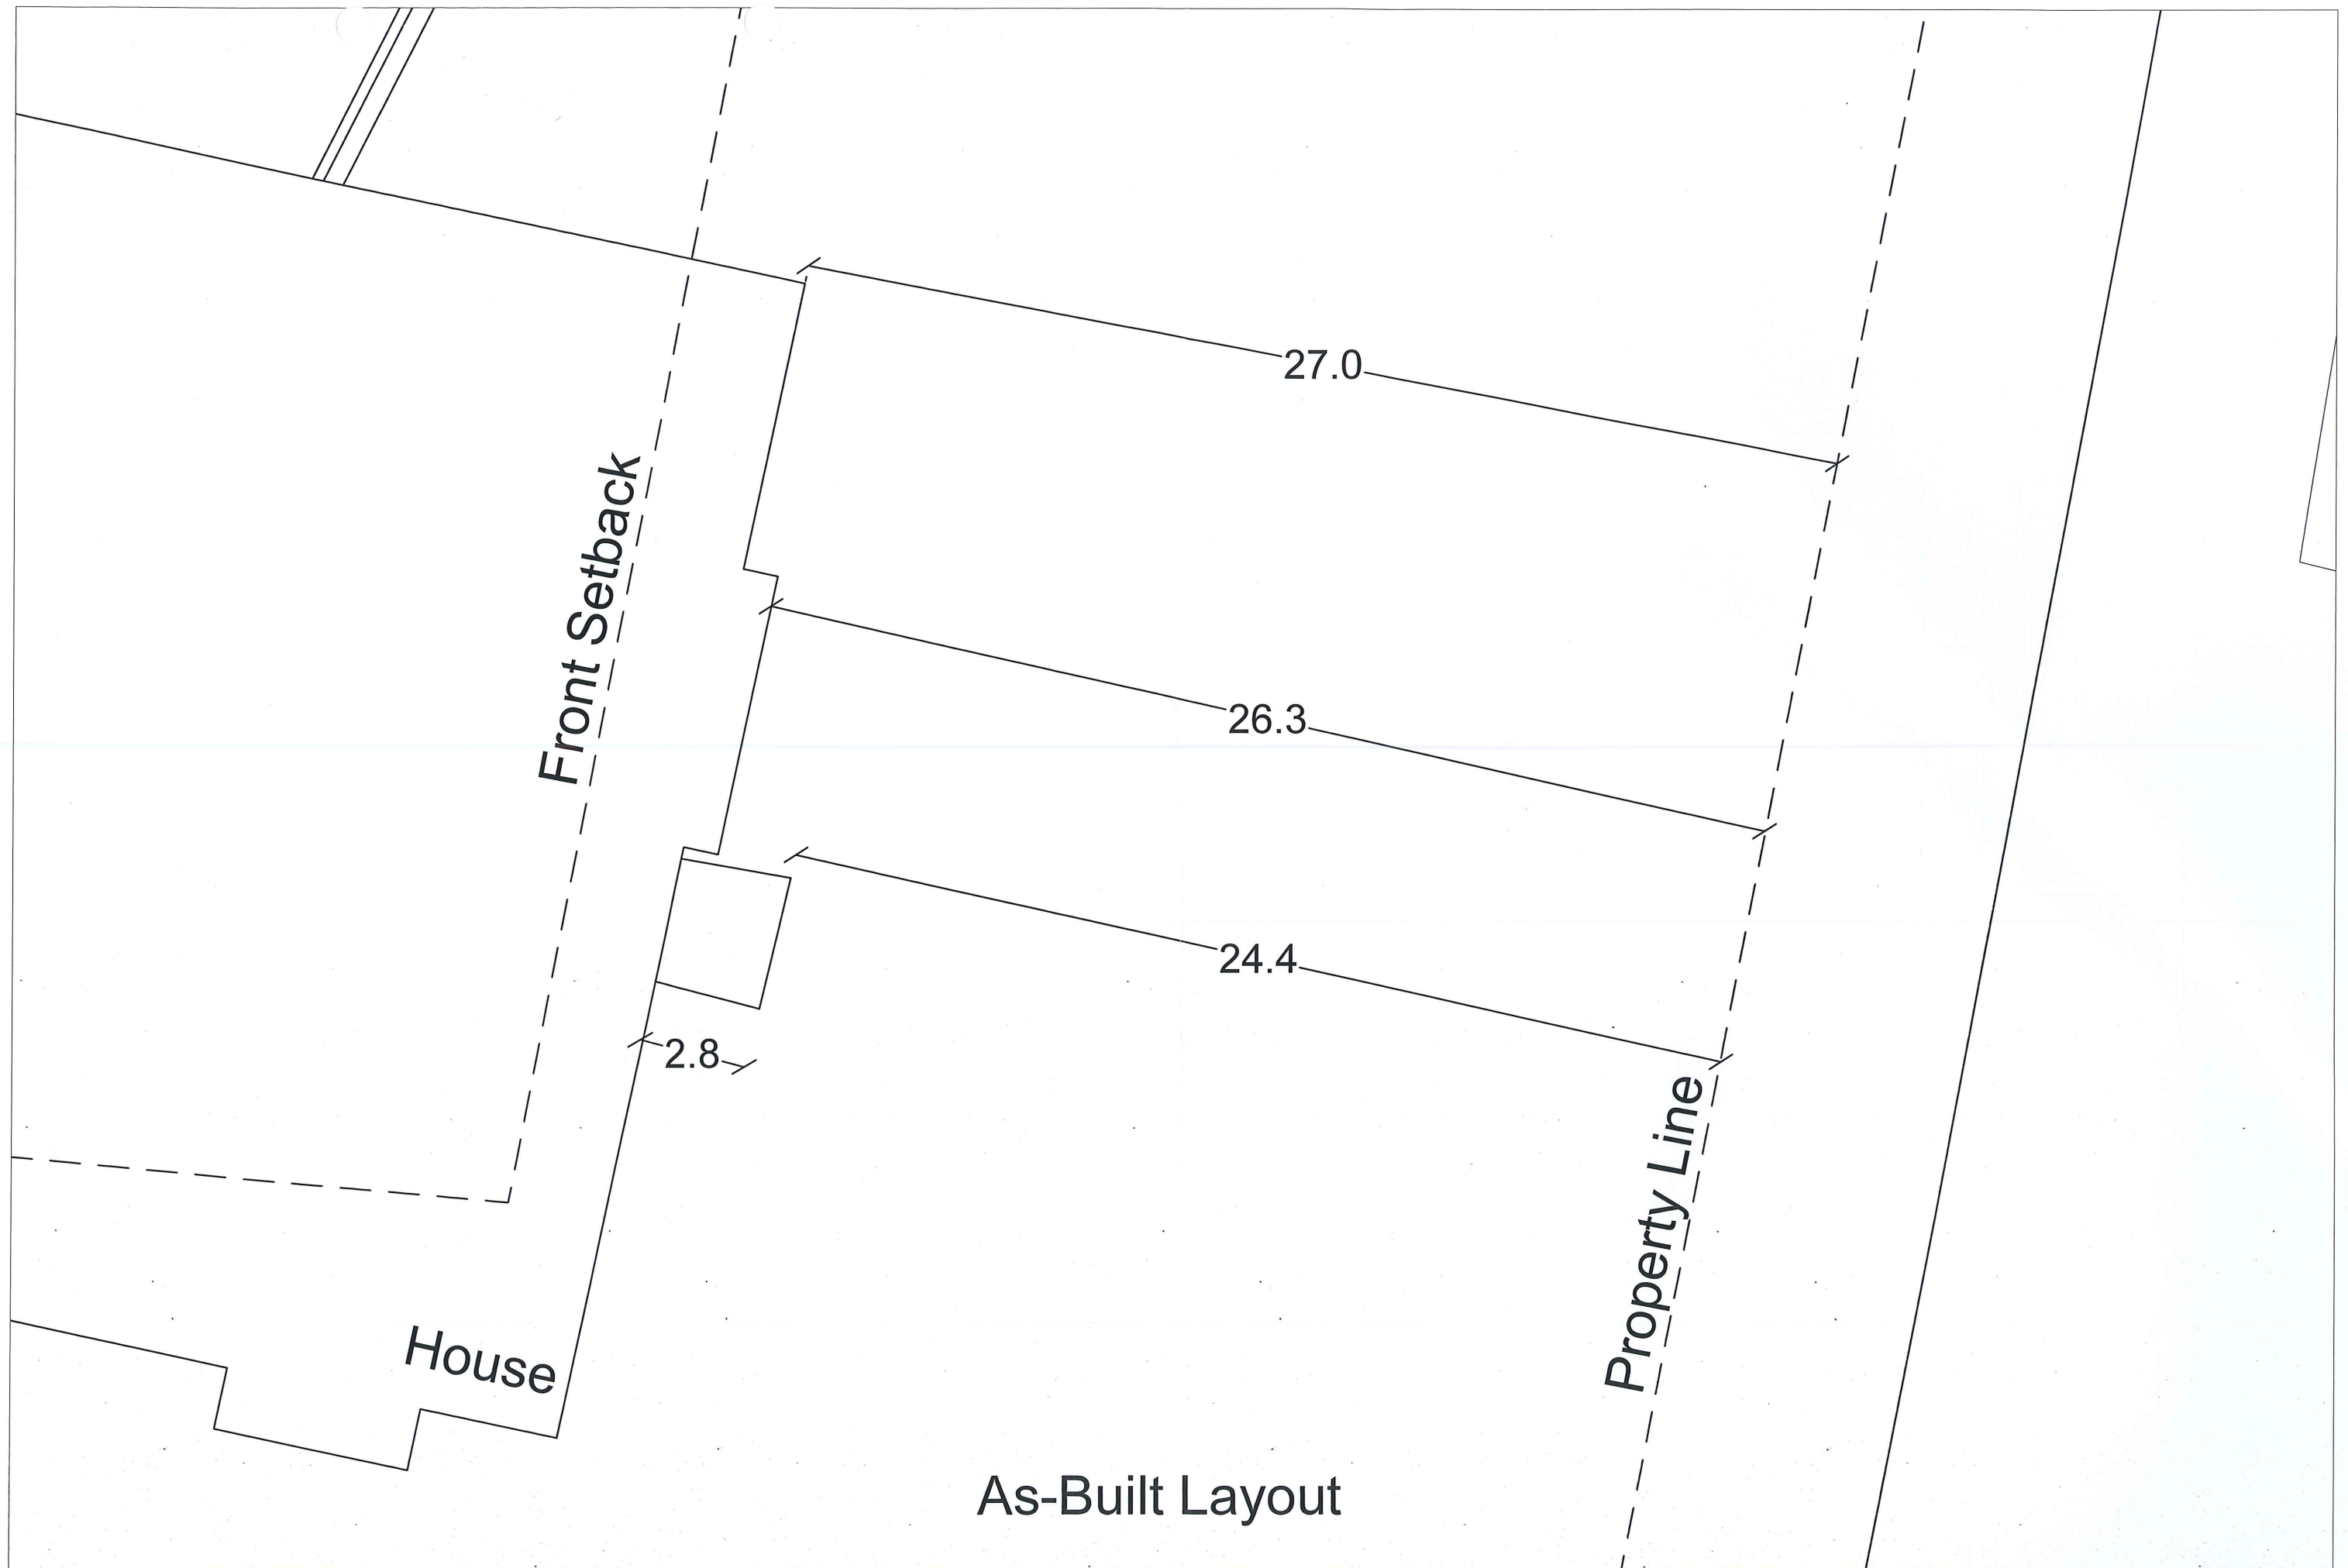 27.0
Front Setback
26.3
24.4
2.8
Property Line
House
As-Built Layout